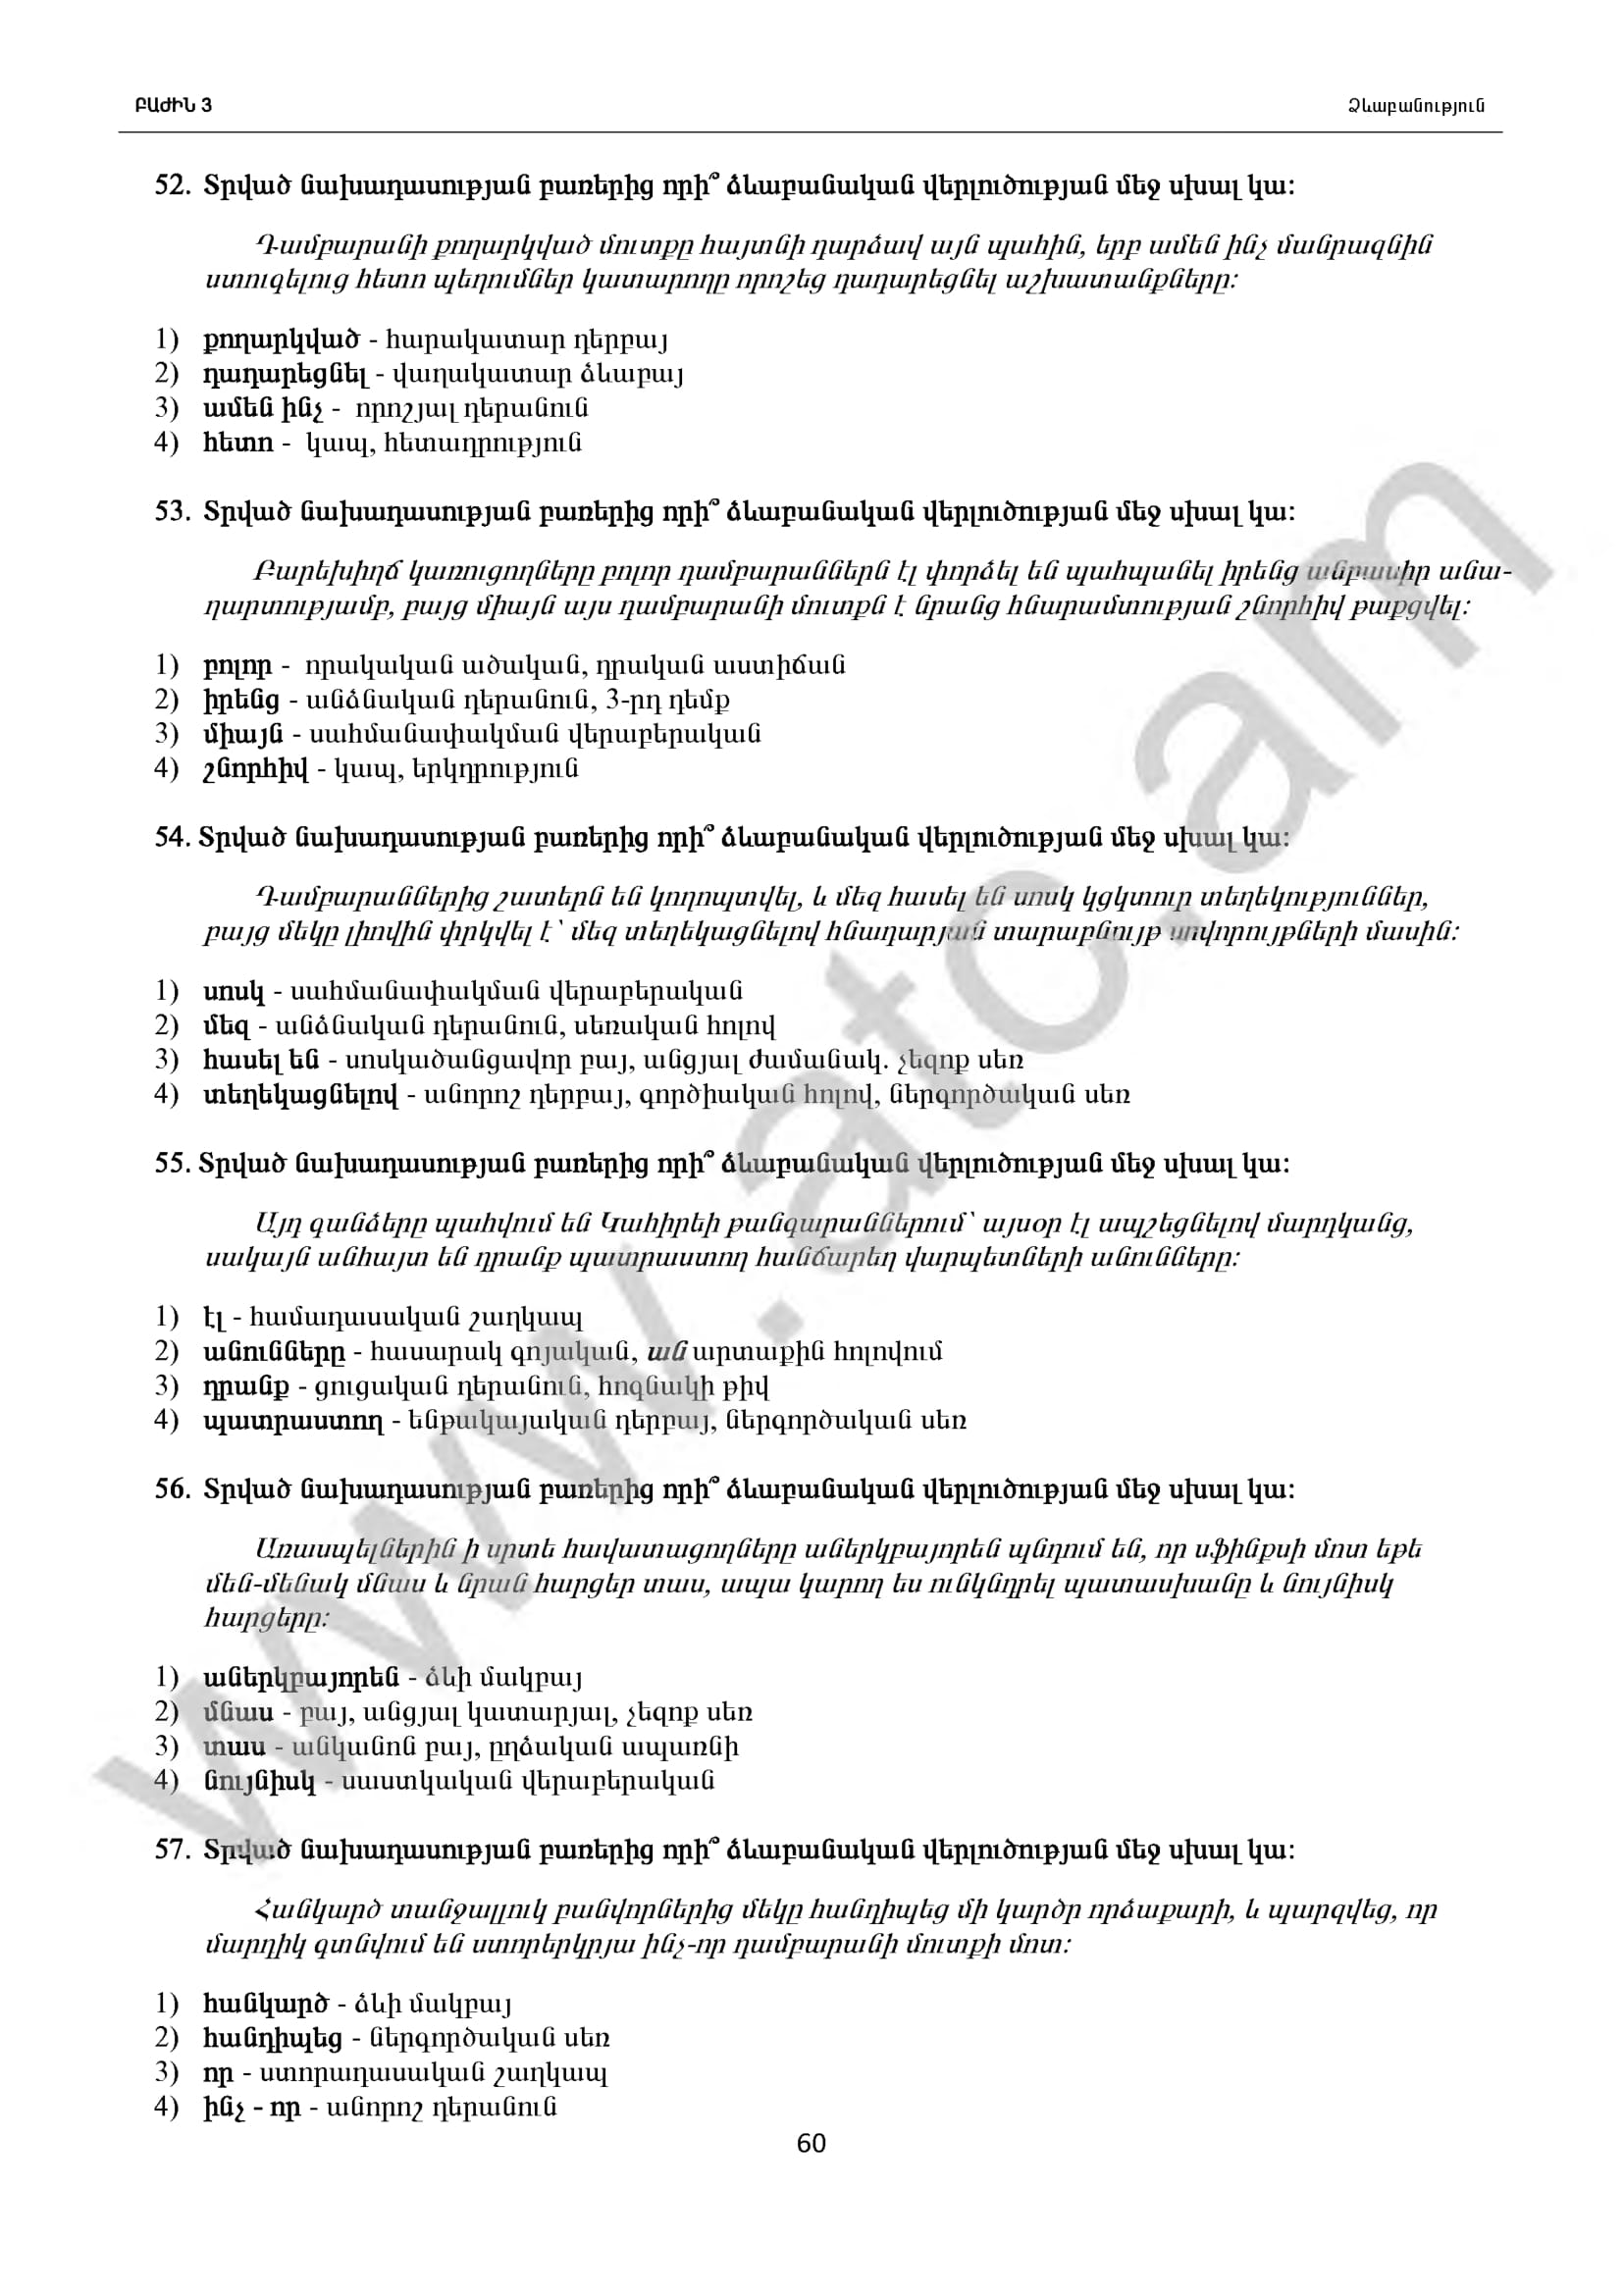 ԲԱԺԻՆ 3 Ձևաբանություն
52. Տրված նախադասության բառերից որի՞ ձևաբանական վերլուծության մեջ սխալ կա:
Դամբարանի քողարկված մուտքը հայտնի դարձավ այն պահին, երբ ամեն ինչ մանրազնին
ստուգելուց հետո պեղումներ կատարողը որոշեց դադարեցնել աշխատանքները:
1) քողարկված - հարակատար դերբայ
2) դադարեցնել - վաղակատար ձևաբայ
3) ամեն ինչ - որոշյալ դերանուն
4) հետո - կապ, հետադրություն
53. Տրված նախադասության բառերից որի՞ ձևաբանական վերլուծության մեջ սխալ կա:
Բարեխիղճ կառուցողները բոլոր դամբարաններն էլ փորձել են պահպանել իրենց անբասիր անա-
ղարտությամբ, բայց միայն այս դամբարանի մուտքն է նրանց հնարամտության շնորհիվ թաքցվել:
1) բոլոր - որակական ածական, դրական աստիճան
2) իրենց - անձնական դերանուն, 3-րդ դեմք
3) միայն - սահմանափակման վերաբերական
4) շնորհիվ - կապ, երկդրություն
54. Տրված նախադասության բառերից որի՞ ձևաբանական վերլուծության մեջ սխալ կա:
Դամբարաններից շատերն են կողոպտվել, և մեզ հասել են սոսկ կցկտուր տեղեկություններ,
բայց մեկը լիովին փրկվել է՝ մեզ տեղեկացնելով հնադարյան տարաբնույթ սովորույթների մասին:
1) սոսկ - սահմանափակման վերաբերական
2) մեզ - անձնական դերանուն, սեռական հոլով
3) հասել են - սոսկածանցավոր բայ, անցյալ ժամանակ. չեզոք սեռ
4) տեղեկացնելով - անորոշ դերբայ, գործիական հոլով, ներգործական սեռ
55. Տրված նախադասության բառերից որի՞ ձևաբանական վերլուծության մեջ սխալ կա:
Այդ գանձերը պահվում են Կահիրեի թանգարաններում՝ այսօր էլ ապշեցնելով մարդկանց,
սակայն անհայտ են դրանք պատրաստող հանճարեղ վարպետների անունները:
1) էլ - համադասական շաղկապ
2) անունները - հասարակ գոյական, ան արտաքին հոլովում
3) դրանք - ցուցական դերանուն, հոգնակի թիվ
4) պատրաստող - ենթակայական դերբայ, ներգործական սեռ
56. Տրված նախադասության բառերից որի՞ ձևաբանական վերլուծության մեջ սխալ կա:
Առասպելներին ի սրտե հավատացողները աներկբայորեն պնդում են, որ սֆինքսի մոտ եթե
մեն-մենակ մնաս և նրան հարցեր տաս, ապա կարող ես ունկնդրել պատասխանը և նույնիսկ
հարցերը:
1) աներկբայորեն - ձևի մակբայ
2) մնաս - բայ, անցյալ կատարյալ, չեզոք սեռ
3) տաս - անկանոն բայ, ըղձական ապառնի
4) նույնիսկ - սաստկական վերաբերական
57. Տրված նախադասության բառերից որի՞ ձևաբանական վերլուծության մեջ սխալ կա:
Հանկարծ տանջալլուկ բանվորներից մեկը հանդիպեց մի կարծր որձաքարի, և պարզվեց, որ
մարդիկ գտնվում են ստորերկրյա ինչ-որ դամբարանի մուտքի մոտ:
1) հանկարծ - ձևի մակբայ
2) հանդիպեց - ներգործական սեռ
3) որ - ստորադասական շաղկապ
4) ինչ - որ - անորոշ դերանուն
60
www.atc.am